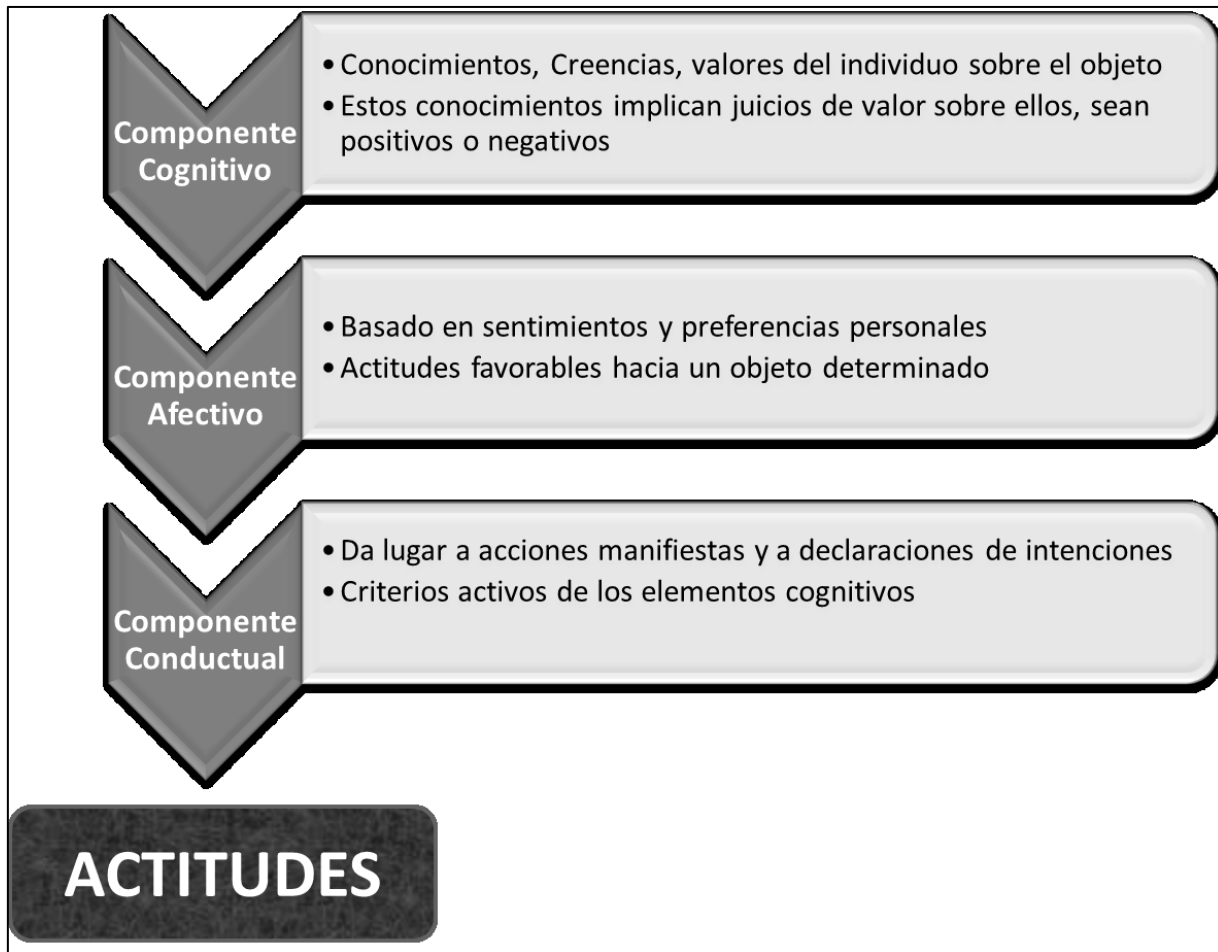 Componente
Cognitivo
• Conocimientos, Creencias, valores del individuo sobre el objeto
• Estos conocimientos implican juicios de valor sobre ellos, sean
positivos o negativos
Componente
Afectivo
• Basado en sentimientos y preferencias personales
• Actitudes favorables hacia un objeto determinado
Componente
Conductual
• Da lugar a acciones manifiestas y a declaraciones de intenciones
• Criterios activos de los elementos cognitivos
ACTITUDES